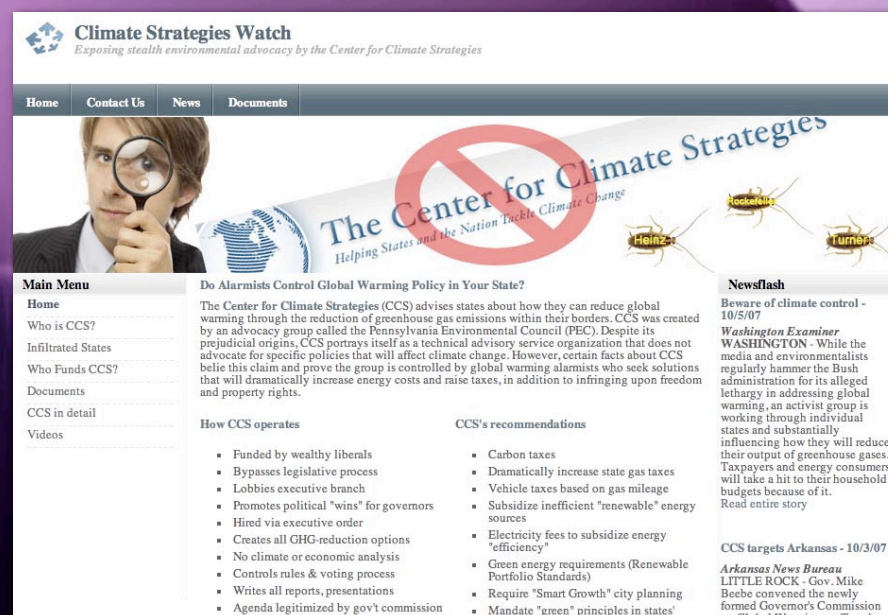 Climate Strategies Watch
Exposing stealth environmental advocacy by the Center for Climate Strategies
Home
Contact Us
News
Documents
The Center for Climate Strategies
Helping States and the Nation Tackle Climate Change
Rockefeller
Heinz
Turner
Main Menu
Home
Who is CCS?
Infiltrated States
Who Funds CCS?
Documents
CCS in detail
Videos
Do Alarmists Control Global Warming Policy in Your State?
The Center for Climate Strategies (CCS) advises states about how they can reduce global
warming through the reduction of greenhouse gas emissions within their borders. CCS was created
by an advocacy group called the Pennsylvania Environmental Council (PEC). Despite its
prejudicial origins, CCS portrays itself as a technical advisory service organization that does not
advocate for specific policies that will affect climate change. However, certain facts about CCS
belie this claim and prove the group is controlled by global warming alarmists who seek solutions
that will dramatically increase energy costs and raise taxes, in addition to infringing upon freedom
and property rights.
How CCS operates
Funded by wealthy liberals
Bypasses legislative process
Lobbies executive branch
Promotes political "wins" for governors
Hired via executive order
Creates all GHG-reduction options
No climate or economic analysis
Controls rules & voting process
Writes all reports, presentations
Agenda legitimized by gov't commission
CCS's recommendations
Carbon taxes
Dramatically increase state gas taxes
Vehicle taxes based on gas mileage
Subsidize inefficient "renewable" energy
sources
Electricity fees to subsidize energy
"efficiency"
Green energy requirements (Renewable
Portfolio Standards)
Require "Smart Growth" city planning
Mandate "green" principles in states'
Newsflash
Beware of climate control -
10/5/07
Washington Examiner
WASHINGTON - While the
media and environmentalists
regularly hammer the Bush
administration for its alleged
lethargy in addressing global
warming, an activist group is
working through individual
states and substantially
influencing how they will reduce
their output of greenhouse gases.
Taxpayers and energy consumers
will take a hit to their household
budgets because of it.
Read entire story
CCS targets Arkansas - 10/3/07
Arkansas News Bureau
LITTLE ROCK - Gov. Mike
Beebe convened the newly
formed Governor's Commission